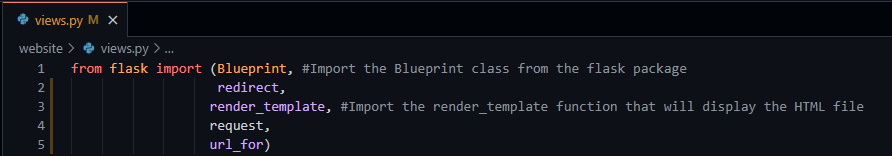 views.py M ×
website > views.py > ...
1 from flask import (Blueprint, #Import the Blueprint class from the flask package
2 redirect,
3 render_template, #Import the render_template function that will display the HTML file
4 request,
5 url_for)